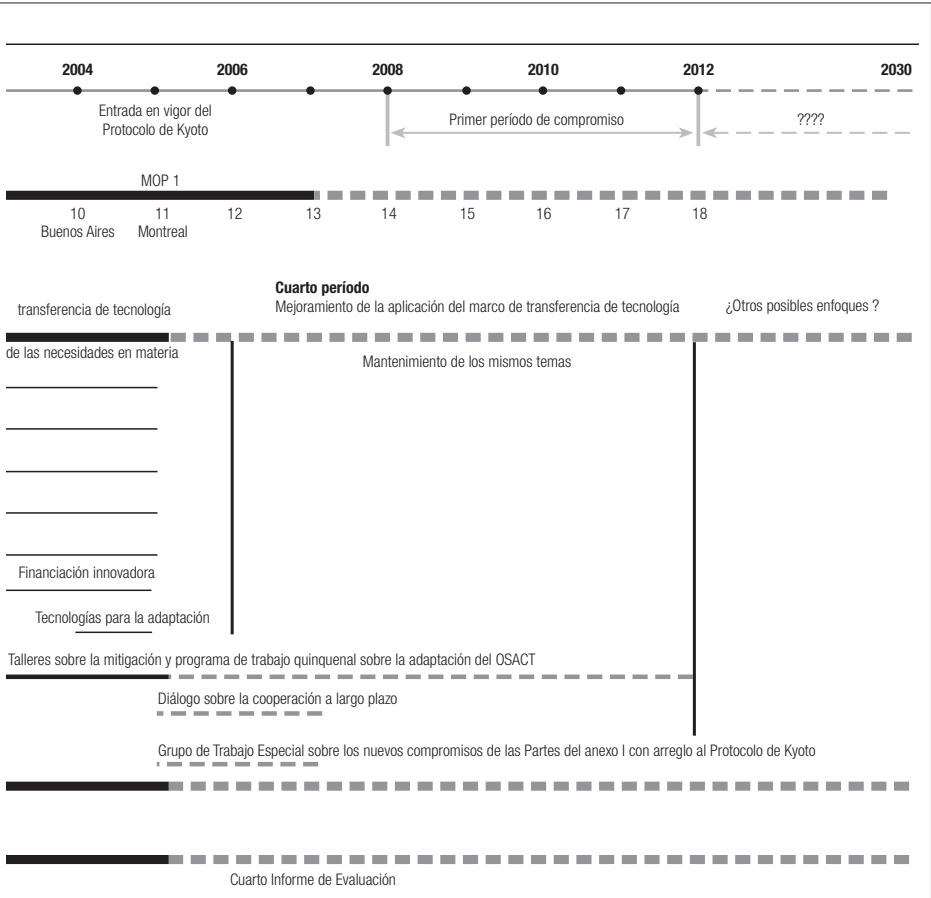 2004 2006 2008 2010 2012 2030
Entrada en vigor del
Protocolo de Kyoto
Primer período de compromiso
????
MOP 1
10 11 12 13 14 15 16 17 18
Buenos Aires Montreal
Cuarto período
transferencia de tecnología
Mejoramiento de la aplicación del marco de transferencia de tecnología
¿Otros posibles enfoques ?
de las necesidades en materia
Mantenimiento de los mismos temas
Financiación innovadora
Tecnologías para la adaptación
Talleres sobre la mitigación y programa de trabajo quinquenal sobre la adaptación del OSACT
Diálogo sobre la cooperación a largo plazo
Grupo de Trabajo Especial sobre los nuevos compromisos de las Partes del anexo I con arreglo al Protocolo de Kyoto
Cuarto Informe de Evaluación